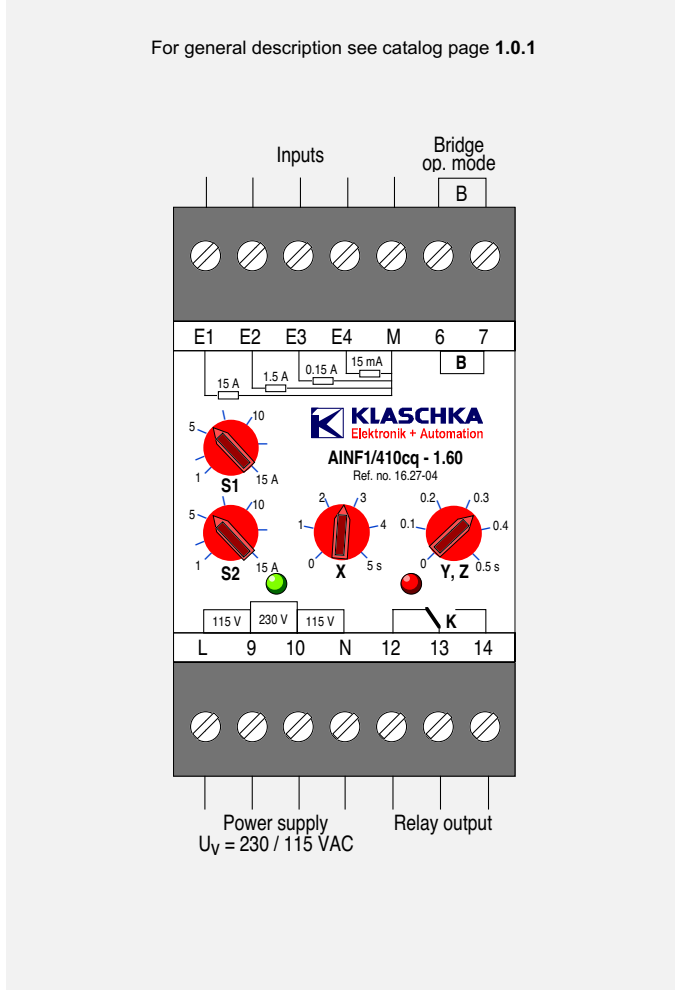 For general description see catalog page 1.0.1
Inputs
Bridge
op. mode
B
E1 E2 E3 E4 M 6 7
15 A 1.5 A 0.15 A 15 mA B
KLASCHKA
Elektronik + Automation
AINF1/410cq - 1.60
Ref. no. 16.27-04
1 5 10 15 A
S1
1 5 10 15 A
S2
0 1 2 3 4 5 s
X
0 0.1 0.2 0.3 0.4 0.5 s
Y, Z
115 V 230 V 115 V K
L 9 10 N 12 13 14
Power supply
UV = 230 / 115 VAC
Relay output